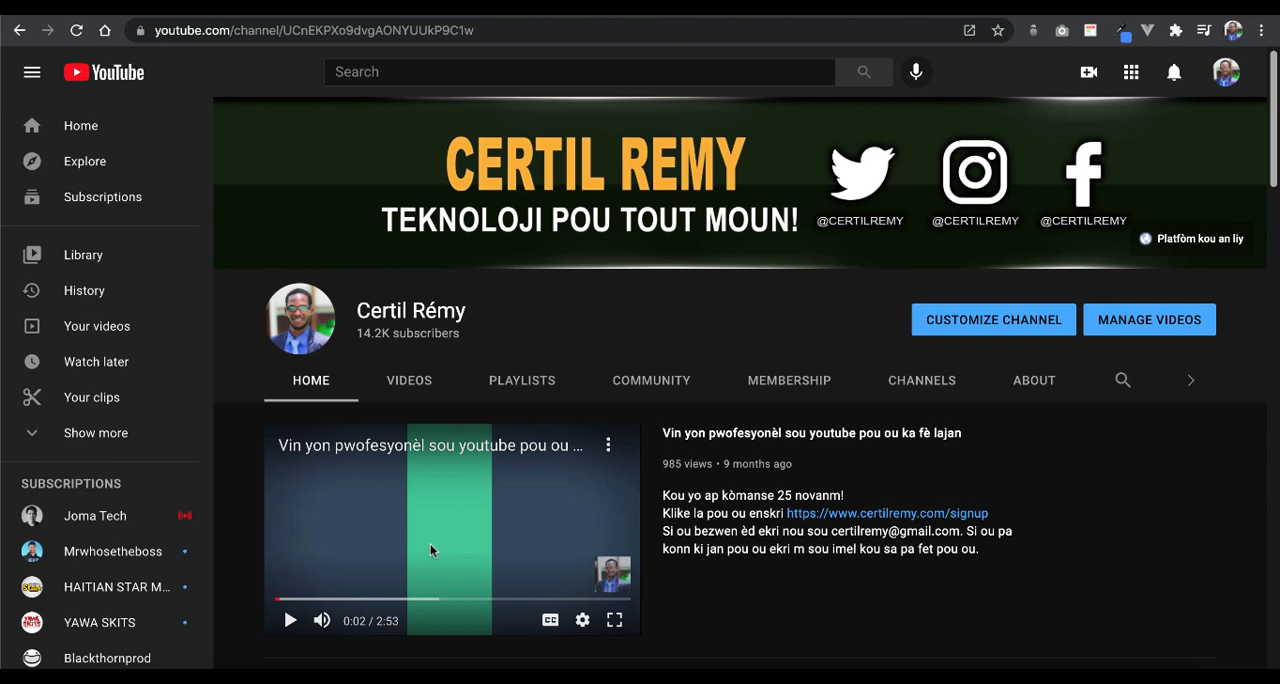 youtube.com/channel/UCnEKPXo9dvgAONYUUkP9C1w
YouTube
Search
Home
Explore
Subscriptions
Library
History
Your videos
Watch later
Your clips
Show more
SUBSCRIPTIONS
Joma Tech
Mrwhosetheboss
HAITIAN STAR M...
YAWA SKITS
Blackthornprod
CERTIL REMY
TEKNOLOJI POU TOUT MOUN!
@CERTILREMY
@CERTILREMY
@CERTILREMY
Platfòm kou an liy
Certil Rémy
14.2K subscribers
CUSTOMIZE CHANNEL
MANAGE VIDEOS
HOME
VIDEOS
PLAYLISTS
COMMUNITY
MEMBERSHIP
CHANNELS
ABOUT
Vin yon pwofesyonèl sou youtube pou ou ...
0:02 / 2:53
CC
Vin yon pwofesyonèl sou youtube pou ou ka fè lajan
985 views • 9 months ago
Kou yo ap kòmanse 25 novanm!
Klike la pou ou enskri https://www.certilremy.com/signup
Si ou bezwen èd ekri nou sou certilremy@gmail.com. Si ou pa
konn ki jan pou ou ekri m sou imel kou sa pa fet pou ou.